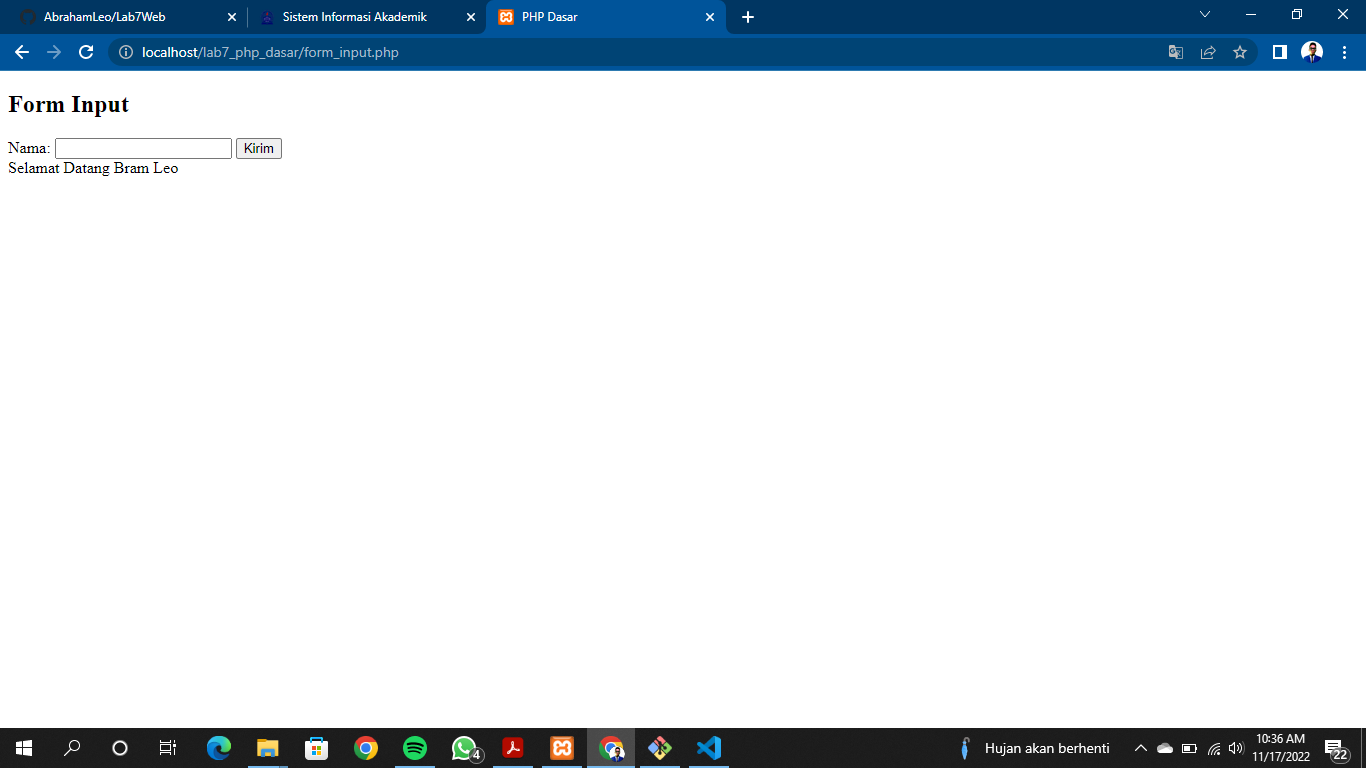 AbrahamLeo/Lab7Web
Sistem Informasi Akademik
PHP Dasar
localhost/lab7_php_dasar/form_input.php
Form Input
Nama:
Kirim
Selamat Datang Bram Leo
4
Hujan akan berhenti
10:36 AM
11/17/2022
22